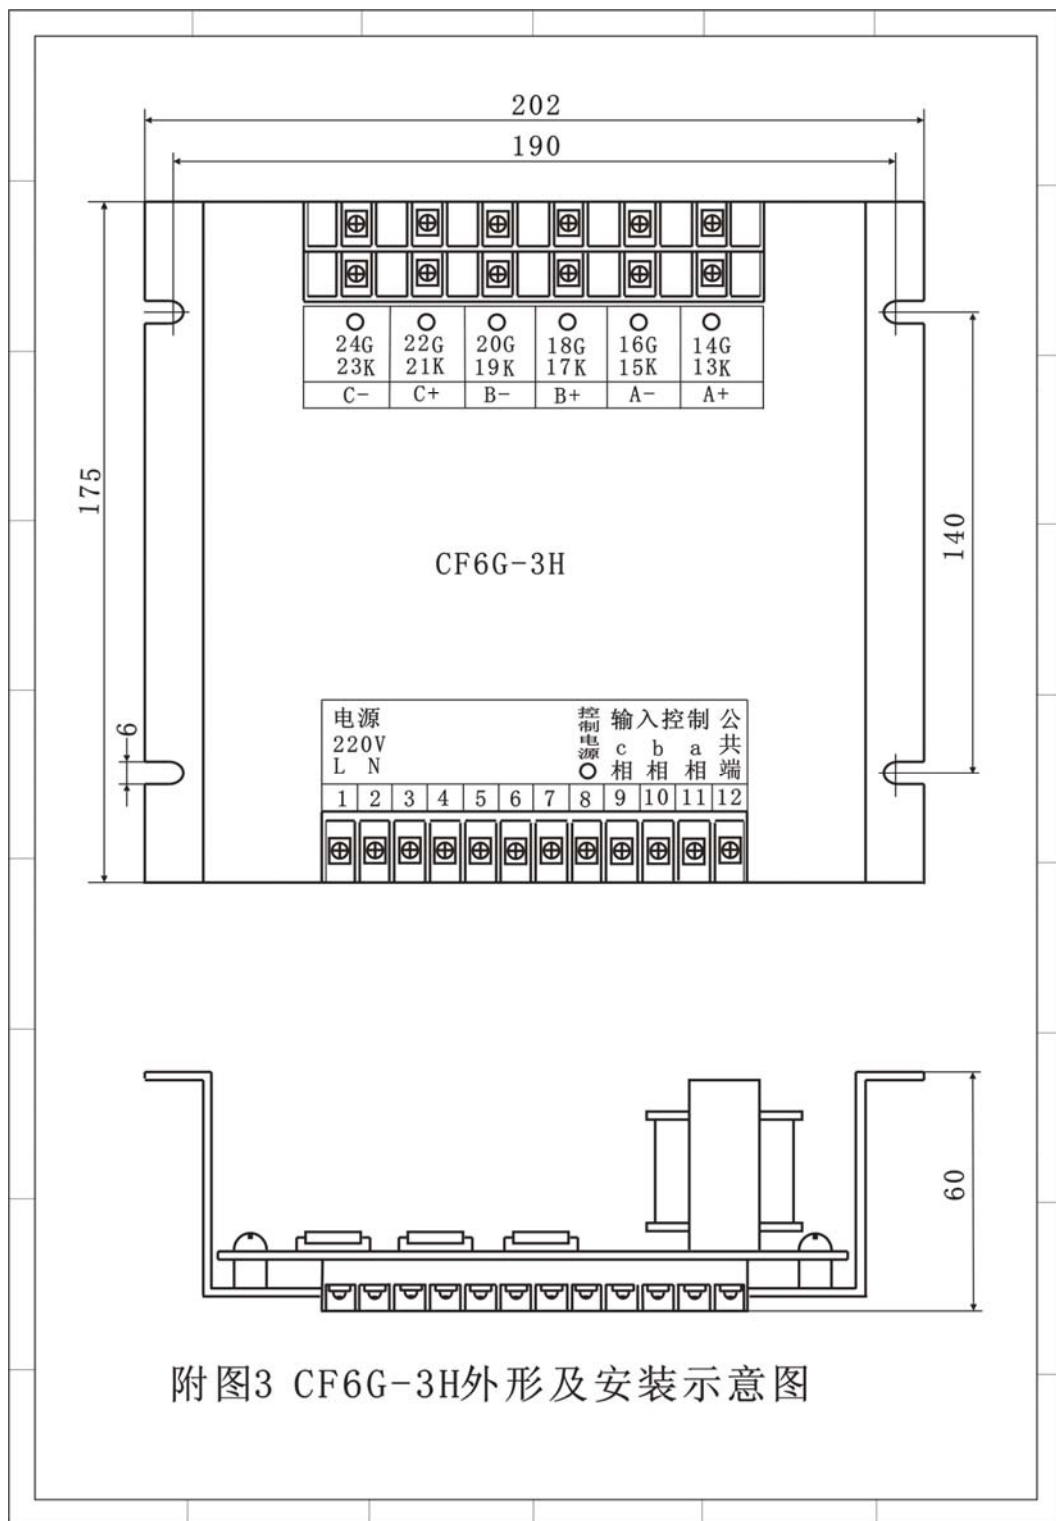 202
190
24G 22G 20G 18G 16G 14G
23K 21K 19K 17K 15K 13K
C- C+ B- B+ A- A+
175
140
CF6G-3H
6
电源
220V
L N
控制电源
输入控制
c相 b相 a相
公共端
1 2 3 4 5 6 7 8 9 10 11 12
60
附图3 CF6G-3H外形及安装示意图